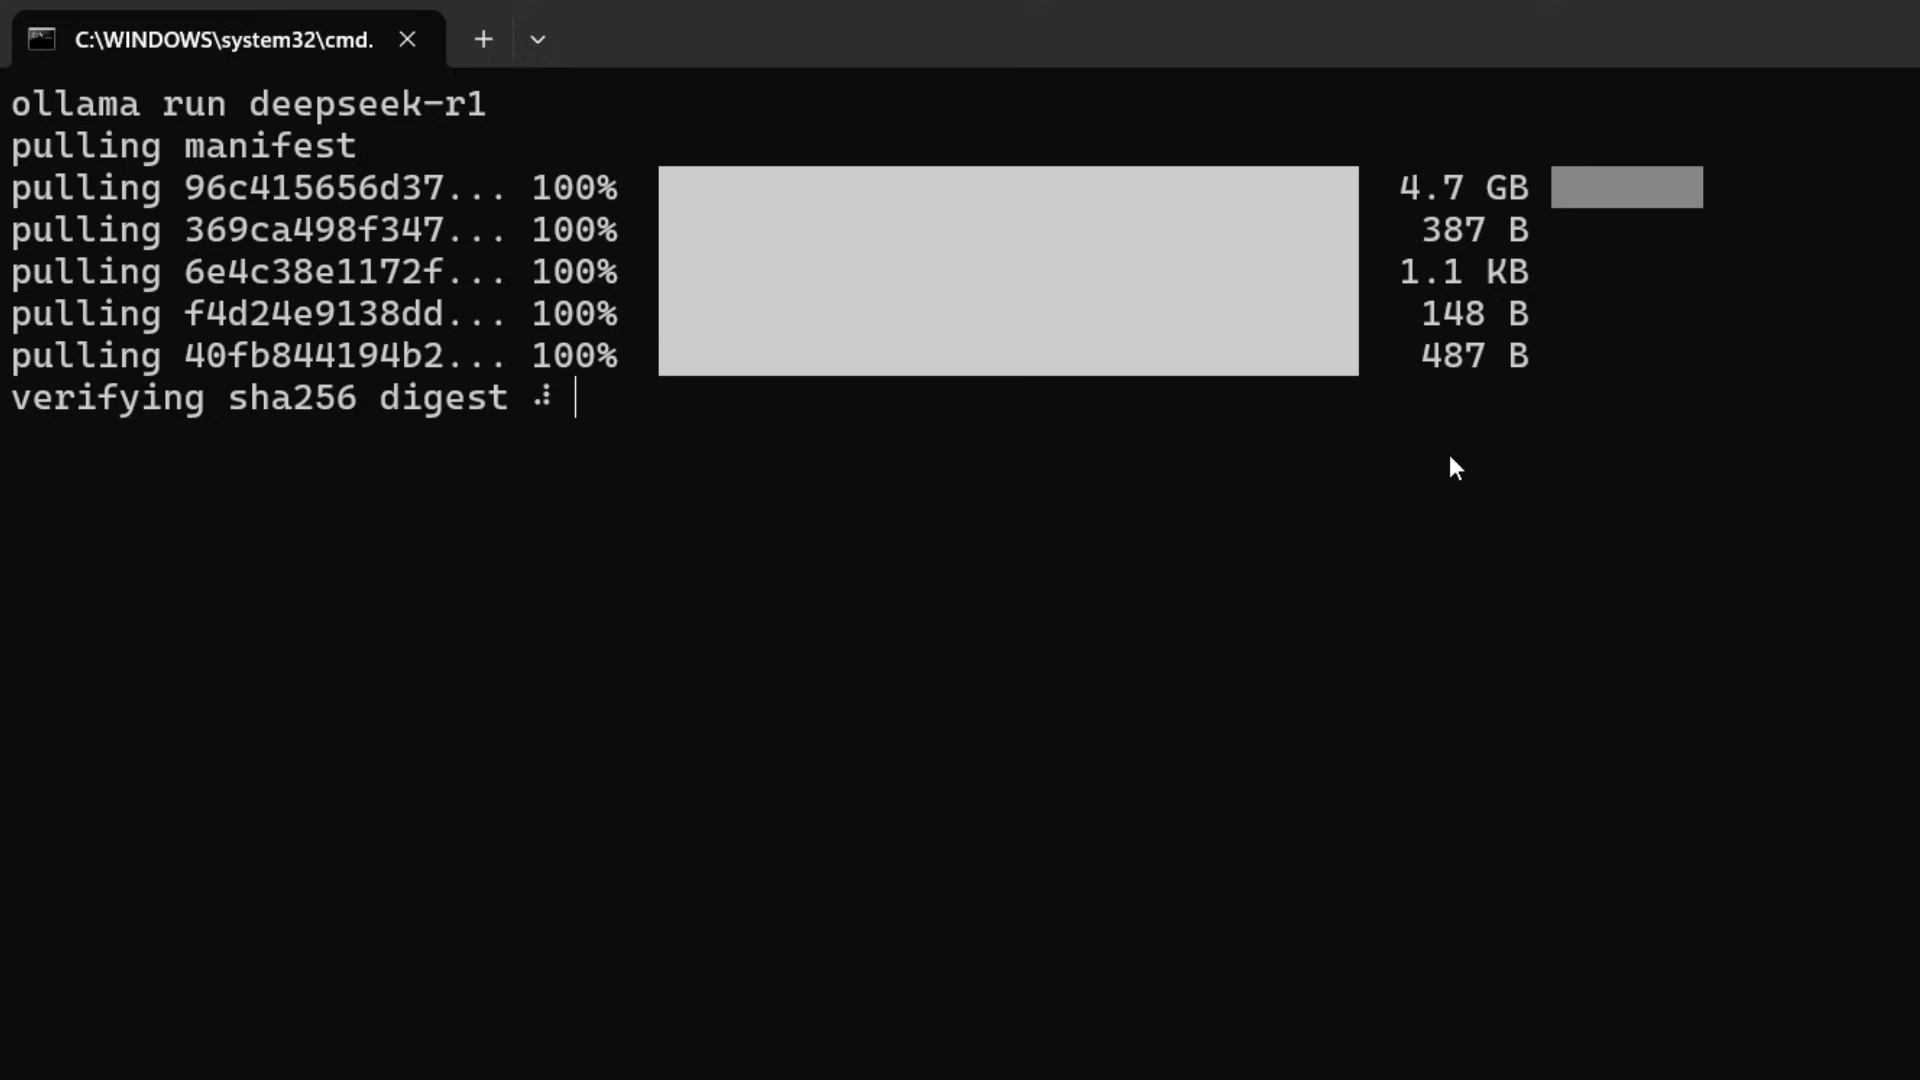 C:\WINDOWS\system32\cmd.
ollama run deepseek-r1
pulling manifest
pulling 96c415656d37... 100% 4.7 GB
pulling 369ca498f347... 100% 387 B
pulling 6e4c38e1172f... 100% 1.1 KB
pulling f4d24e9138dd... 100% 148 B
pulling 40fb844194b2... 100% 487 B
verifying sha256 digest ⠼